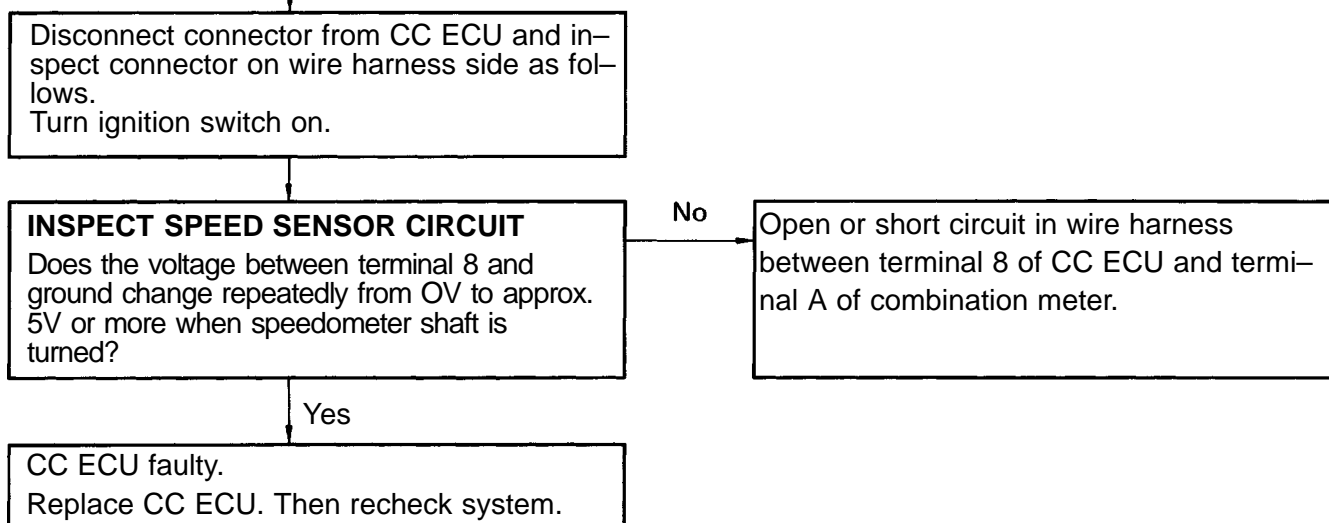 Disconnect connector from CC ECU and in–
spect connector on wire harness side as fol–
lows.
Turn ignition switch on.
INSPECT SPEED SENSOR CIRCUIT
Does the voltage between terminal 8 and
ground change repeatedly from OV to approx.
5V or more when speedometer shaft is
turned?
No
Open or short circuit in wire harness
between terminal 8 of CC ECU and termi–
nal A of combination meter.
Yes
CC ECU faulty.
Replace CC ECU. Then recheck system.